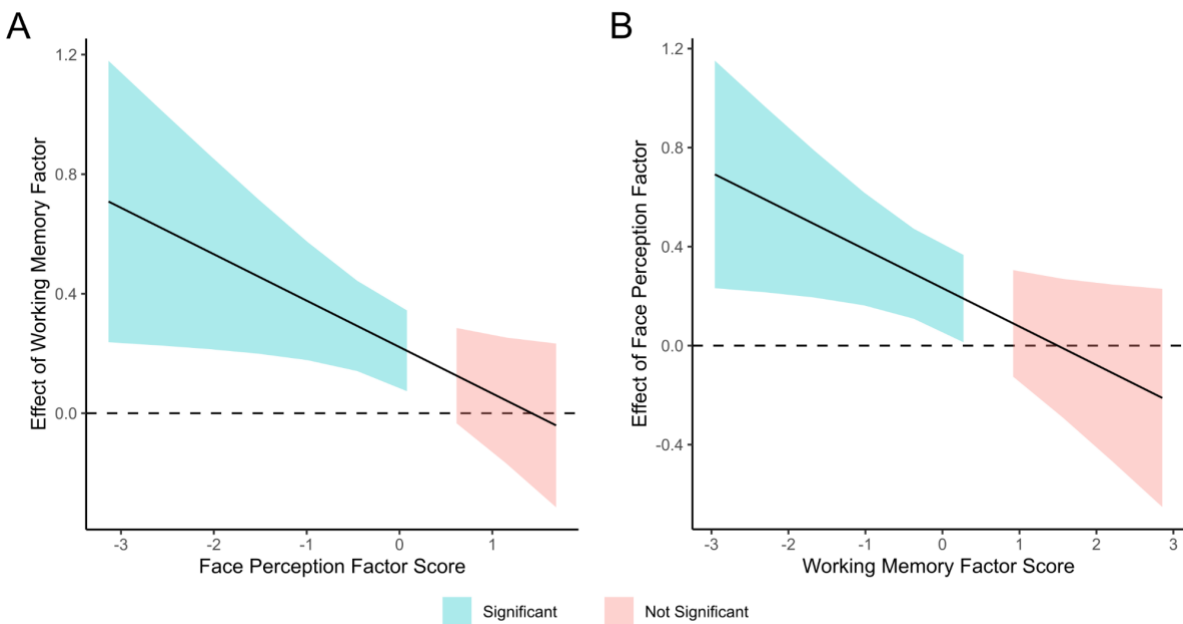 A
B
Effect of Working Memory Factor
1.2
0.8
0.4
0.0
-3
-2
-1
0
1
Face Perception Factor Score
Effect of Face Perception Factor
1.2
0.8
0.4
0.0
-0.4
-3
-2
-1
0
1
2
3
Working Memory Factor Score
Significant
Not Significant